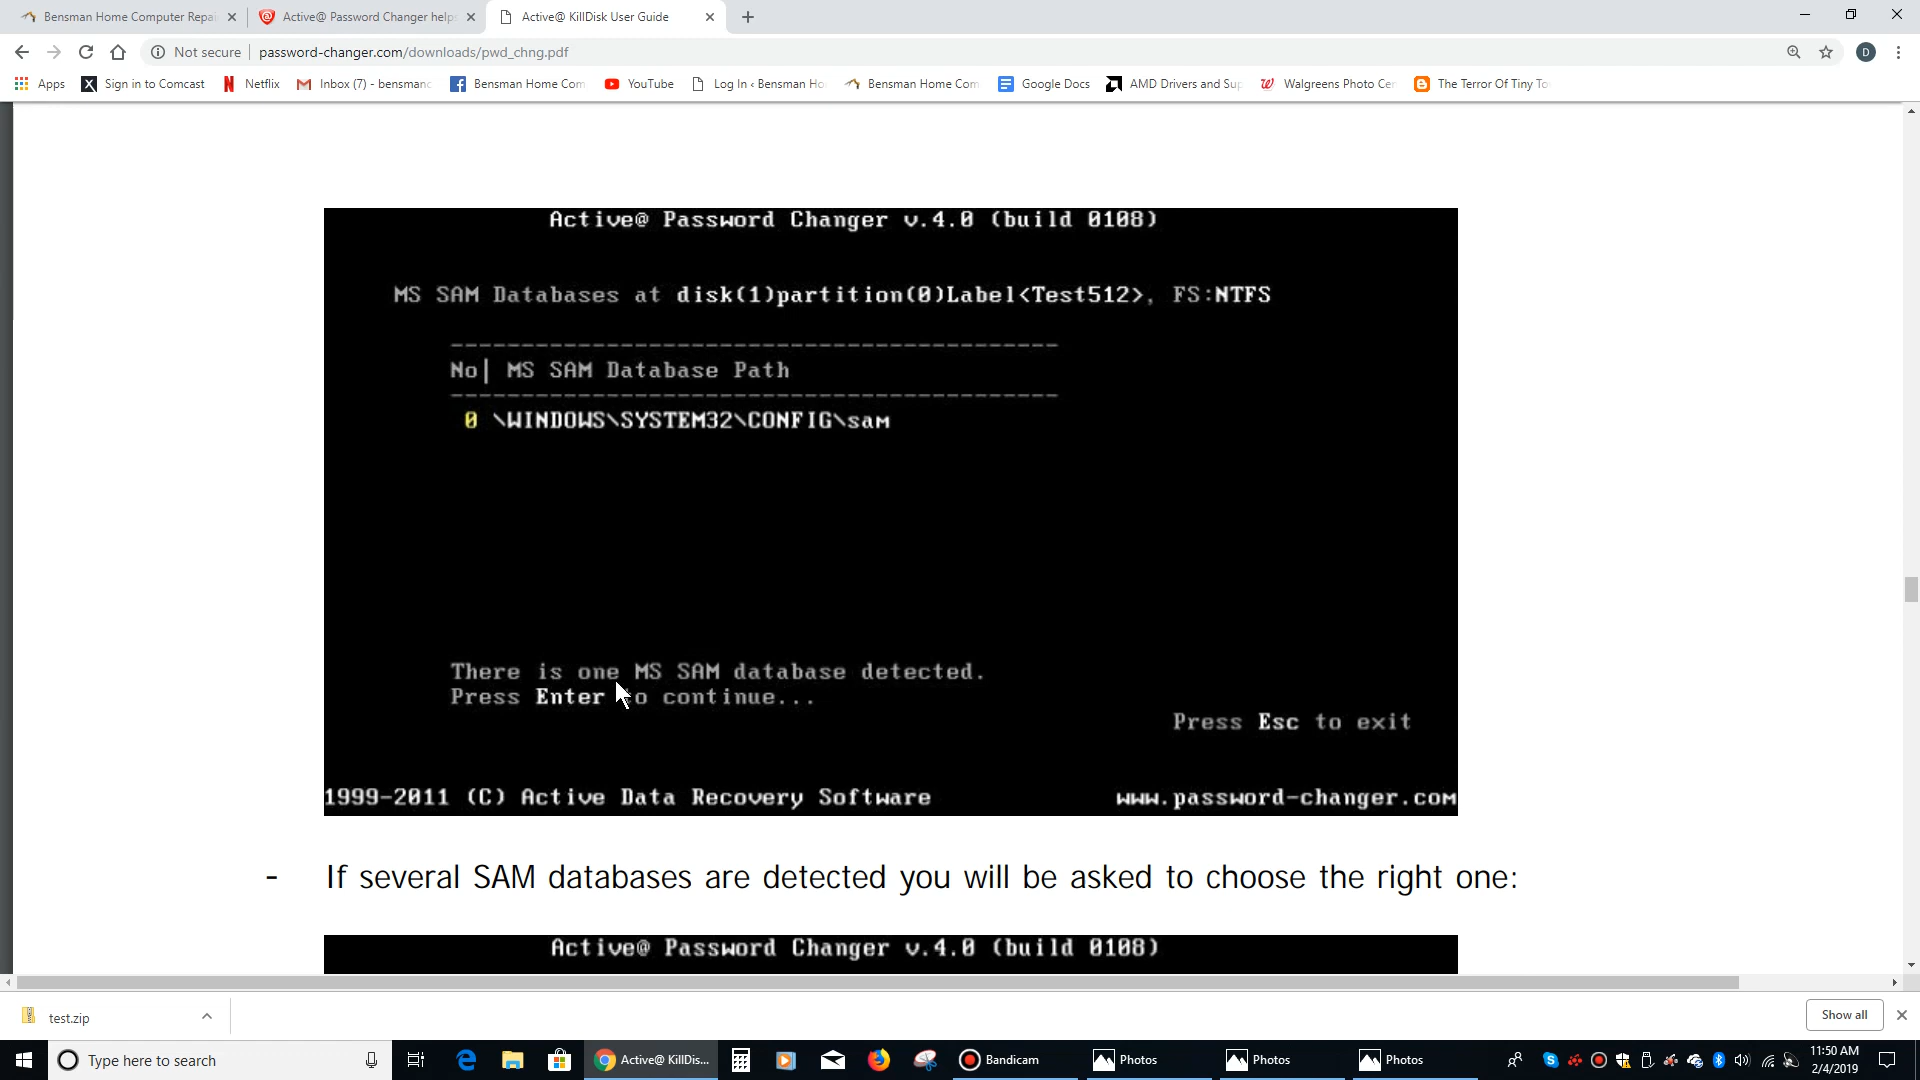 Bensman Home Computer Repai
Active@ Password Changer helps
Active@ KillDisk User Guide
Not secure | password-changer.com/downloads/pwd_chng.pdf
D
Apps
Sign in to Comcast
Netflix
Inbox (7) - bensmanc
Bensman Home Com
YouTube
Log In ‹ Bensman Ho
Bensman Home Com
Google Docs
AMD Drivers and Sup
Walgreens Photo Cen
The Terror Of Tiny To
Active@ Password Changer v.4.0 (build 0108)
MS SAM Databases at disk(1)partition(0)Label<Test512>, FS:NTFS
No| MS SAM Database Path
0 \WINDOWS\SYSTEM32\CONFIG\sam
There is one MS SAM database detected.
Press Enter to continue...
Press Esc to exit
1999-2011 (C) Active Data Recovery Software www.password-changer.com
- If several SAM databases are detected you will be asked to choose the right one:
Active@ Password Changer v.4.0 (build 0108)
test.zip
Show all
Type here to search
Active@ KillDis...
Bandicam
Photos
Photos
Photos
11:50 AM
2/4/2019